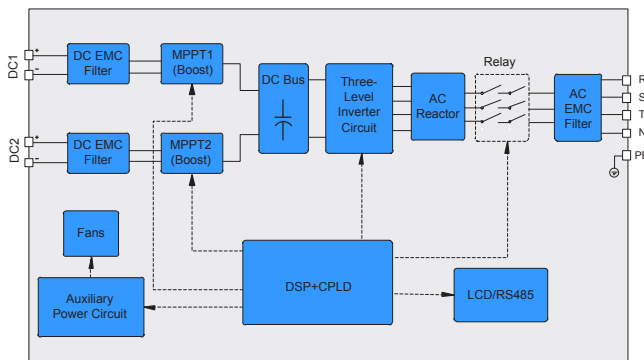 DC1
+
-
DC EMC
Filter
MPPT1
(Boost)
DC2
+
-
DC EMC
Filter
MPPT2
(Boost)
DC Bus
Three-
Level
Inverter
Circuit
AC
Reactor
Relay
AC
EMC
Filter
R
S
T
N
PE
Fans
Auxiliary
Power Circuit
DSP+CPLD
LCD/RS485